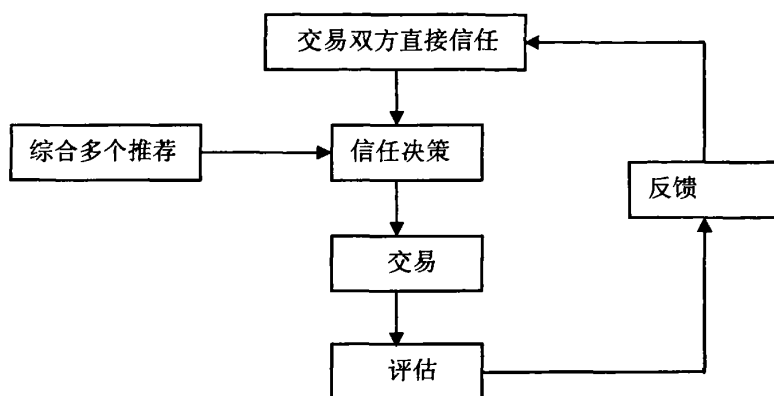 交易双方直接信任
综合多个推荐
信任决策
反馈
交易
评估